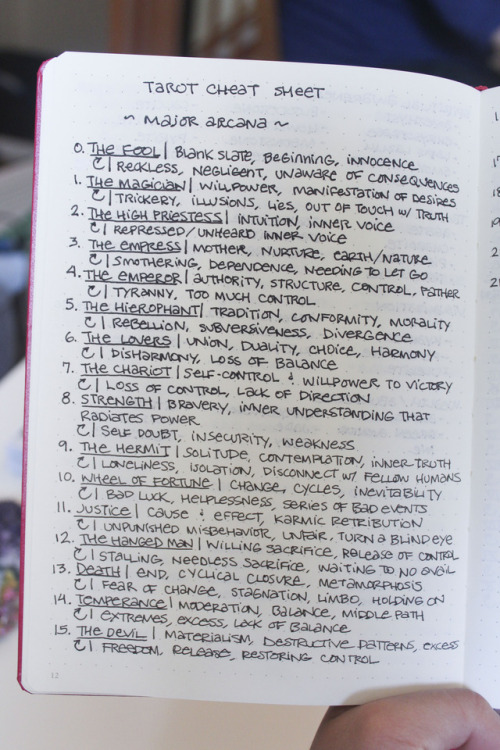 TAROT CHEAT SHEET
~ Major arcana ~
0. THE FOOL | BLANK SLATE, BEGINNING, INNOCENCE
↻ | RECKLESS, NEGLIGENT, UNAWARE OF CONSEQUENCES
1. THE MAGICIAN | WILLPOWER, MANIFESTATION OF DESIRES
↻ | TRICKERY, ILLUSIONS, LIES, OUT OF TOUCH W/ TRUTH
2. THE HIGH PRIESTESS | INTUITION, INNER VOICE
↻ | REPRESSED/UNHEARD INNER VOICE
3. THE EMPRESS | MOTHER, NURTURE, EARTH/NATURE
↻ | SMOTHERING, DEPENDENCE, NEEDING TO LET GO
4. THE EMPEROR | AUTHORITY, STRUCTURE, CONTROL, FATHER
↻ | TYRANNY, TOO MUCH CONTROL
5. THE HIEROPHANT | TRADITION, CONFORMITY, MORALITY
↻ | REBELLION, SUBVERSIVENESS, DIVERGENCE
6. THE LOVERS | UNION, DUALITY, CHOICE, HARMONY
↻ | DISHARMONY, LOSS OF BALANCE
7. THE CHARIOT | SELF-CONTROL & WILLPOWER TO VICTORY
↻ | LOSS OF CONTROL, LACK OF DIRECTION
8. STRENGTH | BRAVERY, INNER UNDERSTANDING THAT
RADIATES POWER
↻ | SELF DOUBT, INSECURITY, WEAKNESS
9. THE HERMIT | SOLITUDE, CONTEMPLATION, INNER-TRUTH
↻ | LONELINESS, ISOLATION, DISCONNECT W/ FELLOW HUMANS
10. WHEEL OF FORTUNE | CHANGE, CYCLES, INEVITABILITY
↻ | BAD LUCK, HELPLESSNESS, SERIES OF BAD EVENTS
11. JUSTICE | CAUSE & EFFECT, KARMIC RETRIBUTION
↻ | UNPUNISHED MISBEHAVIOR, UNFAIR, TURN A BLIND EYE
12. THE HANGED MAN | WILLING SACRIFICE, RELEASE OF CONTROL
↻ | STALLING, NEEDLESS SACRIFICE, WAITING TO NO AVAIL
13. DEATH | END, CYCLICAL CLOSURE, METAMORPHOSIS
↻ | FEAR OF CHANGE, STAGNATION, LIMBO, HOLDING ON
14. TEMPERANCE | MODERATION, BALANCE, MIDDLE PATH
↻ | EXTREMES, EXCESS, LACK OF BALANCE
15. THE DEVIL | MATERIALISM, DESTRUCTIVE PATTERNS, EXCESS
↻ | FREEDOM, RELEASE, RESTORING CONTROL
12